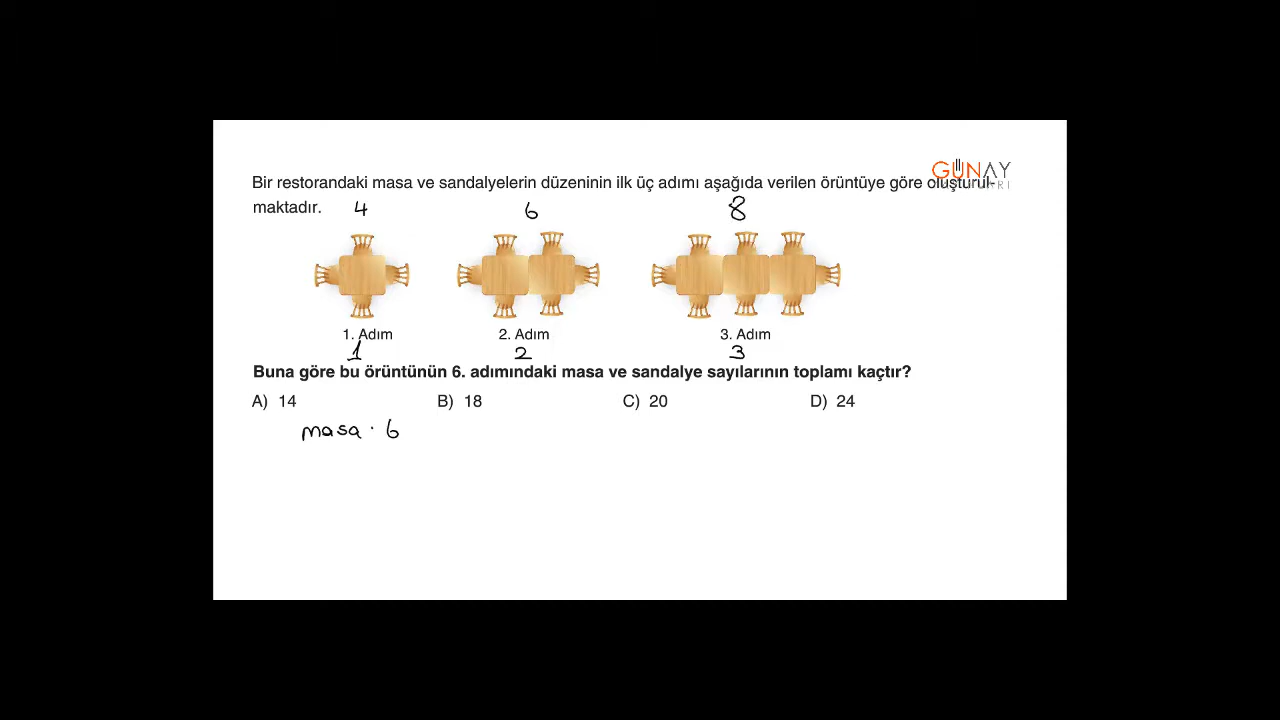 GÜNAY
Bir restorandaki masa ve sandalyelerin düzeninin ilk üç adımı aşağıda verilen örüntüye göre oluşturul-
maktadır.
4 6 8
1. Adım 2. Adım 3. Adım
1 2 3
Buna göre bu örüntünün 6. adımındaki masa ve sandalye sayılarının toplamı kaçtır?
A) 14 B) 18 C) 20 D) 24
masa · 6